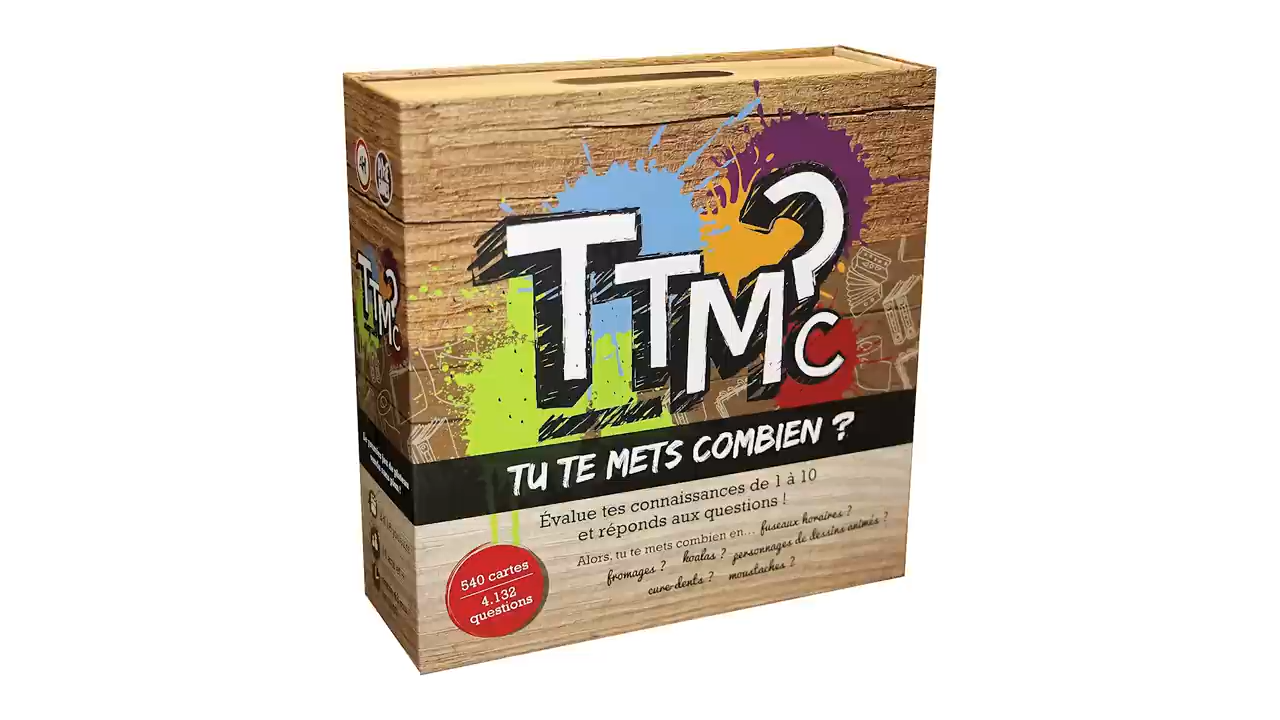 TTMC?
TU TE METS COMBIEN ?
Évalue tes connaissances de 1 à 10
et réponds aux questions !
Alors, tu te mets combien en... fuseaux horaires ?
fromages ? koalas ? personnages de dessins animés ?
cure-dents ? moustaches ?
540 cartes
4.132
questions
TTMC?